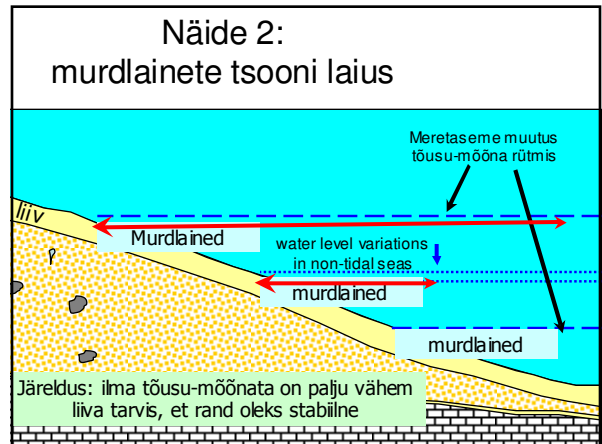 Näide 2:
murdlainete tsooni laius
Meretaseme muutus
tõusu-mõõna rütmis
liiv
Murdlained
water level variations
in non-tidal seas
murdlained
murdlained
Järeldus: ilma tõusu-mõõnata on palju vähem
liiva tarvis, et rand oleks stabiilne